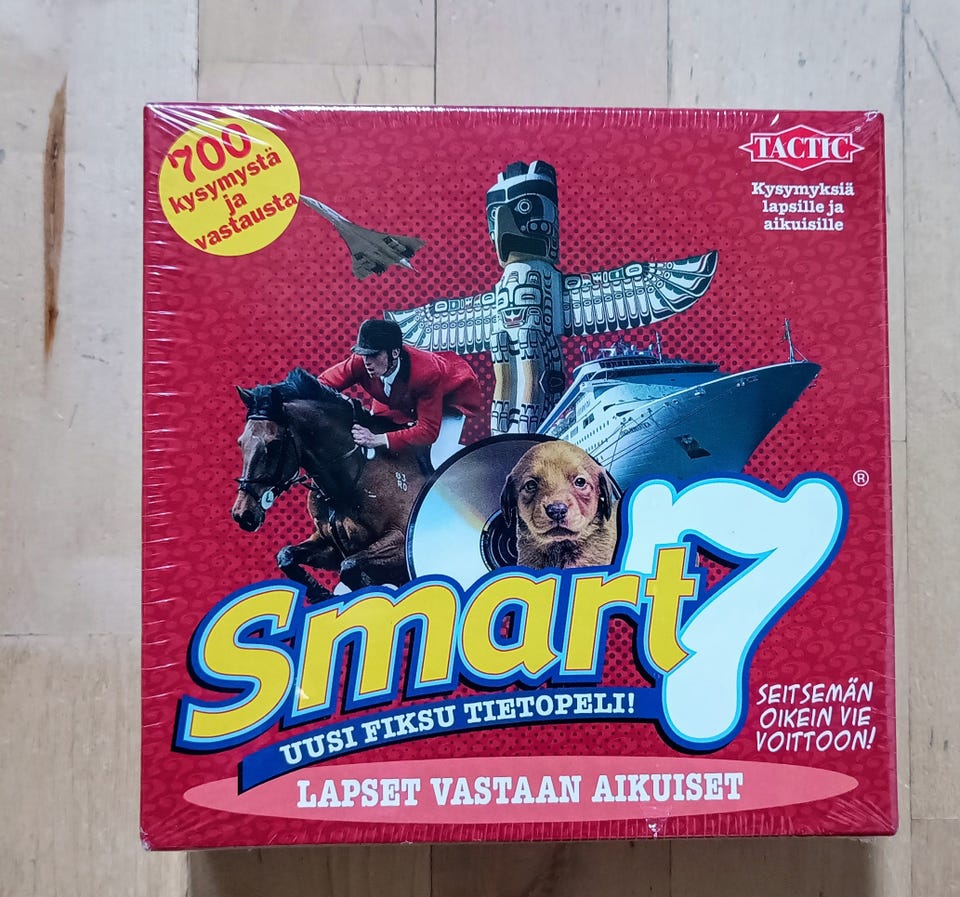 700
kysymystä
ja
vastausta
TACTIC®
Kysymyksiä
lapsille ja
aikuisille
Smart7®
UUSI FIKSU TIETOPELI!
SEITSEMÄN
OIKEIN VIE
VOITTOON!
LAPSET VASTAAN AIKUISET